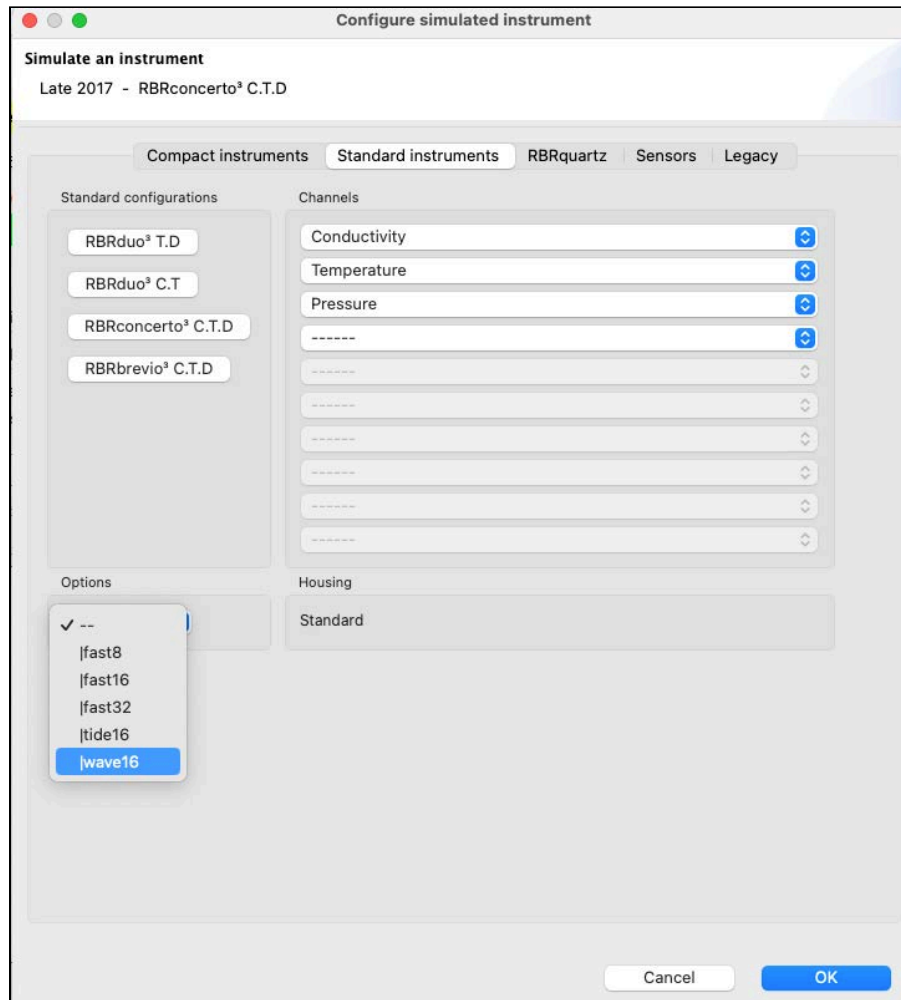 Configure simulated instrument
Simulate an instrument
Late 2017 - RBRconcerto³ C.T.D
Compact instruments Standard instruments RBRquartz Sensors Legacy
Standard configurations
RBRduo³ T.D
RBRduo³ C.T
RBRconcerto³ C.T.D
RBRbrevio³ C.T.D
Channels
Conductivity
Temperature
Pressure
------
------
------
------
------
------
------
Options
✓ --
|fast8
|fast16
|fast32
|tide16
|wave16
Housing
Standard
Cancel OK